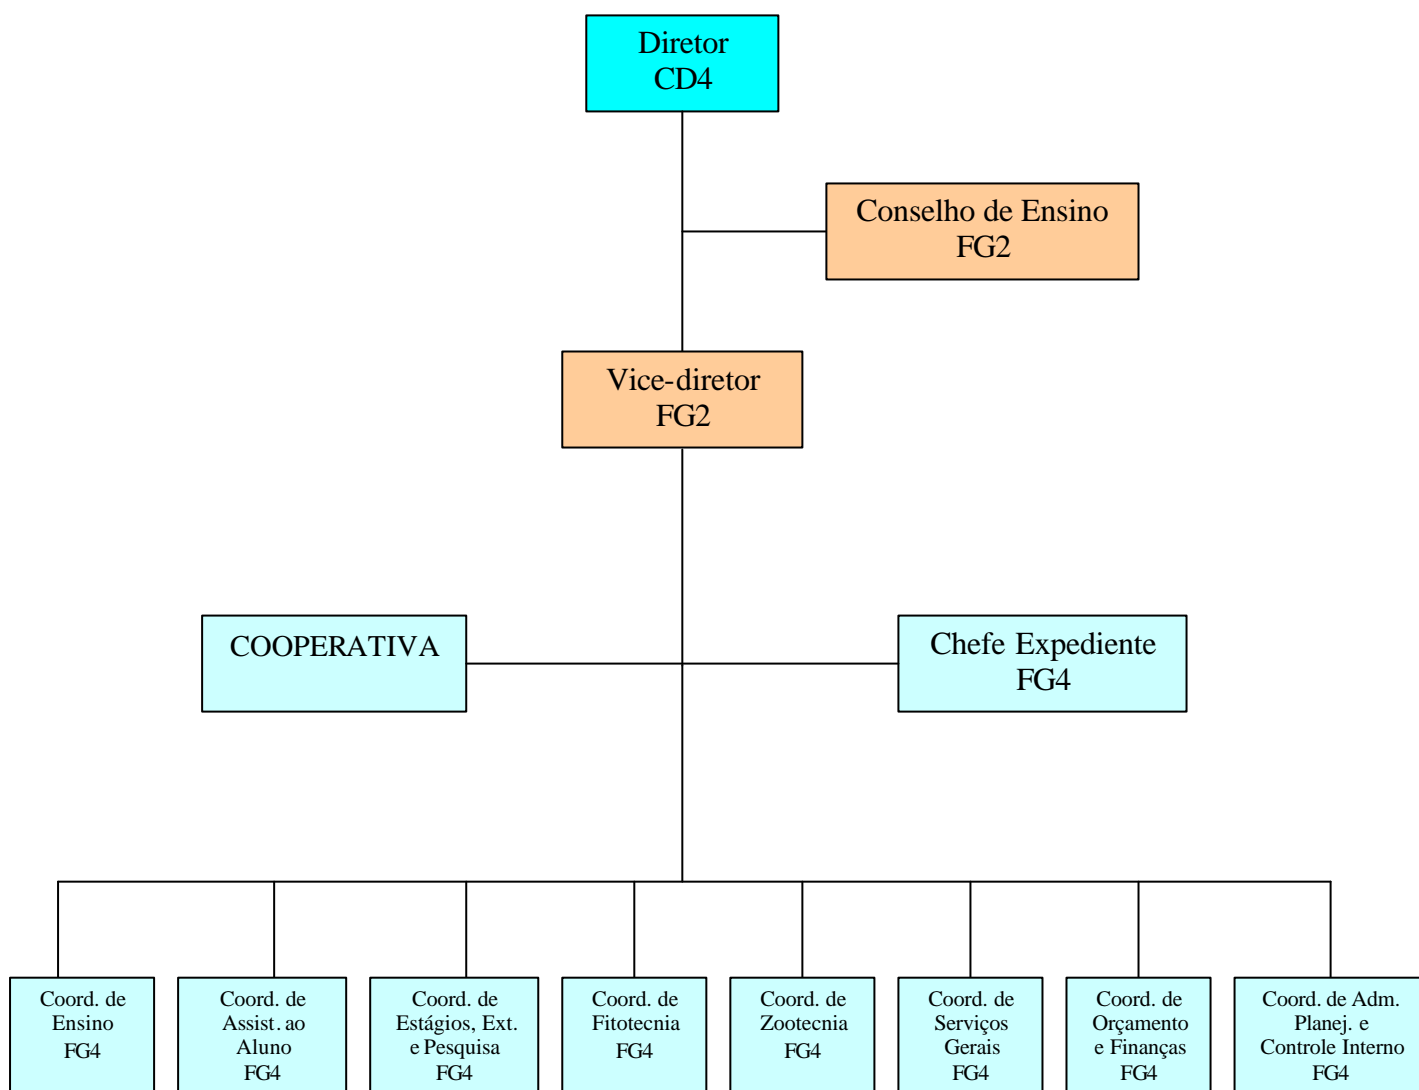 Diretor
CD4
Conselho de Ensino
FG2
Vice-diretor
FG2
COOPERATIVA
Chefe Expediente
FG4
Coord. de
Ensino
FG4
Coord. de
Assist. ao
Aluno
FG4
Coord. de
Estágios, Ext.
e Pesquisa
FG4
Coord. de
Fitotecnia
FG4
Coord. de
Zootecnia
FG4
Coord. de
Serviços
Gerais
FG4
Coord. de
Orçamento
e Finanças
FG4
Coord. de Adm.
Planej. e
Controle Interno
FG4